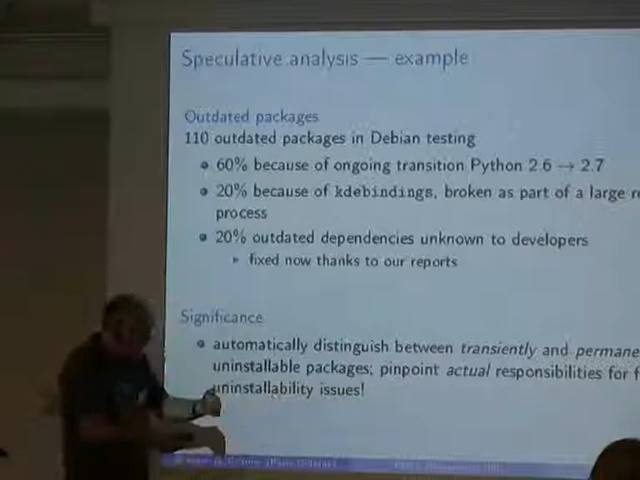 Speculative analysis — example
Outdated packages
110 outdated packages in Debian testing
60% because of ongoing transition Python 2.6 → 2.7
20% because of kdebindings, broken as part of a large
process
20% outdated dependencies unknown to developers
fixed now thanks to our reports
Significance
automatically distinguish between transiently and
uninstallable packages; pinpoint actual responsibilities for
uninstallability issues!